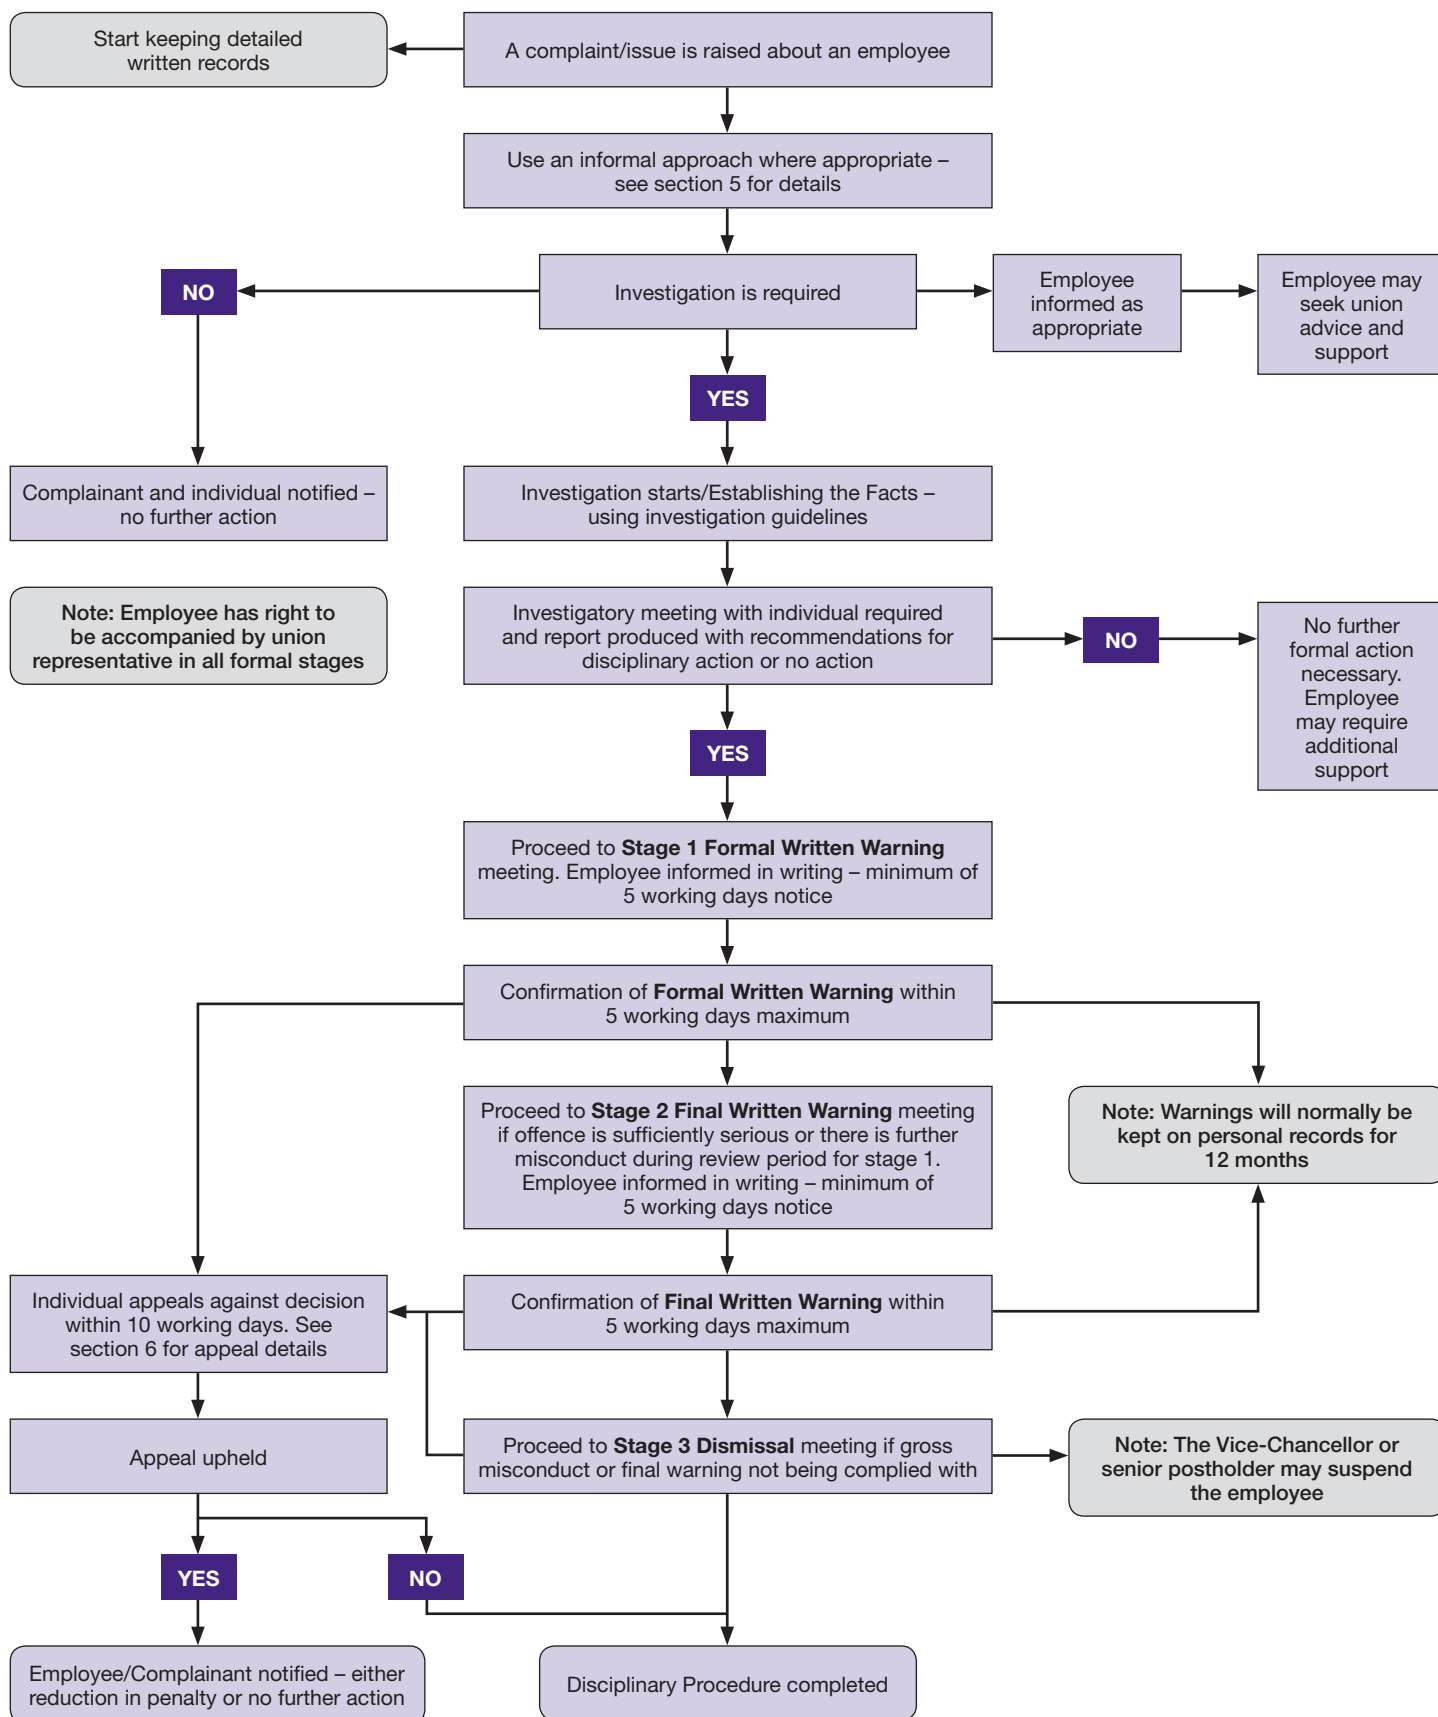 Start keeping detailed
written records
A complaint/issue is raised about an employee
Use an informal approach where appropriate –
see section 5 for details
NO
Investigation is required
Employee
informed as
appropriate
Employee may
seek union
advice and
support
YES
Complainant and individual notified –
no further action
Investigation starts/Establishing the Facts –
using investigation guidelines
Note: Employee has right to
be accompanied by union
representative in all formal stages
Investigatory meeting with individual required
and report produced with recommendations for
disciplinary action or no action
NO
No further
formal action
necessary.
Employee
may require
additional
support
YES
Proceed to Stage 1 Formal Written Warning
meeting. Employee informed in writing – minimum of
5 working days notice
Confirmation of Formal Written Warning within
5 working days maximum
Proceed to Stage 2 Final Written Warning meeting
if offence is sufficiently serious or there is further
misconduct during review period for stage 1.
Employee informed in writing – minimum of
5 working days notice
Note: Warnings will normally be
kept on personal records for
12 months
Individual appeals against decision
within 10 working days. See
section 6 for appeal details
Confirmation of Final Written Warning within
5 working days maximum
Appeal upheld
Proceed to Stage 3 Dismissal meeting if gross
misconduct or final warning not being complied with
Note: The Vice-Chancellor or
senior postholder may suspend
the employee
YES
NO
Employee/Complainant notified – either
reduction in penalty or no further action
Disciplinary Procedure completed